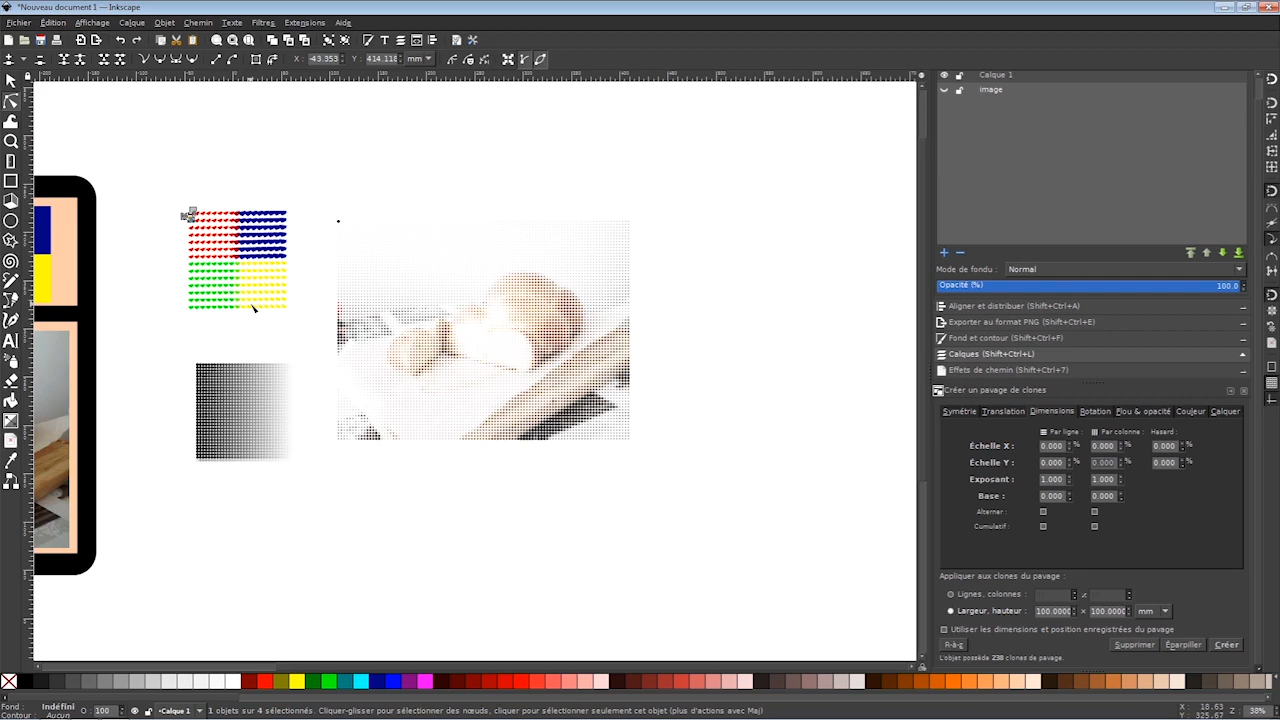 *Nouveau document 1 — Inkscape
Fichier Édition Affichage Calque Objet Chemin Texte Filtres Extensions Aide
X : -43.353 Y : 414.118 mm
Calque 1
image
Mode de fondu : Normal
Opacité (%) 100.0
Aligner et distribuer (Shift+Ctrl+A)
Exporter au format PNG (Shift+Ctrl+E)
Fond et contour (Shift+Ctrl+F)
Calques (Shift+Ctrl+L)
Effets de chemin (Shift+Ctrl+7)
Créer un pavage de clones
Symétrie Translation Dimensions Rotation Flou & opacité Couleur Calquer
Par ligne : Par colonne : Hasard :
Échelle X : 0.000 % 0.000 % 0.000 %
Échelle Y : 0.000 % 0.000 % 0.000 %
Exposant : 1.000 1.000
Base : 0.000 0.000
Alterner :
Cumulatif :
Appliquer aux clones du pavage :
Lignes, colonnes :
Largeur, hauteur : 100.0000 × 100.0000 mm
Utiliser les dimensions et position enregistrées du pavage
R-à-g Supprimer Éparpiller Créer
L'objet possède 238 clones de pavage.
Fond : Indéfini
Contour : Aucun
O : 100
•Calque 1
1 objets sur 4 sélectionnés. Cliquer-glisser pour sélectionner des nœuds, cliquer pour sélectionner seulement cet objet (plus d'actions avec Maj)
X : 18.63
Y : 325.67
Z : 38%